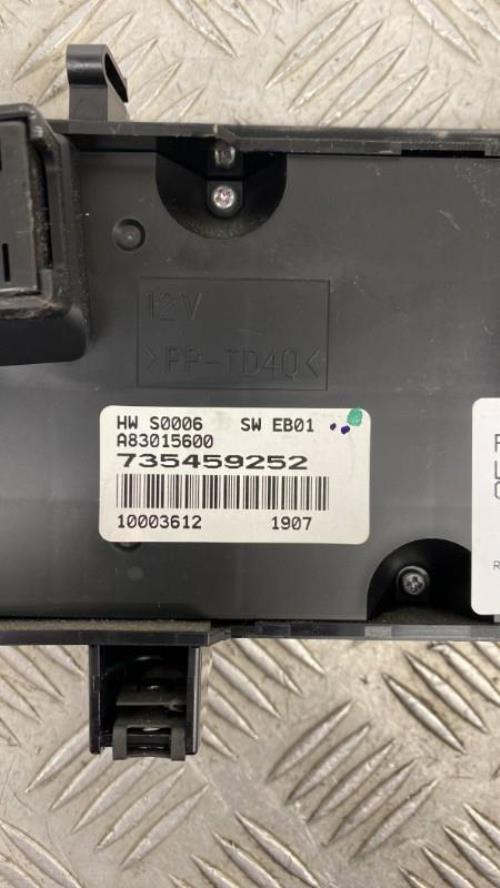 12V
>PP-TD40<
HW S0006 SW EB01
A83015600
735459252
10003612 1907
R